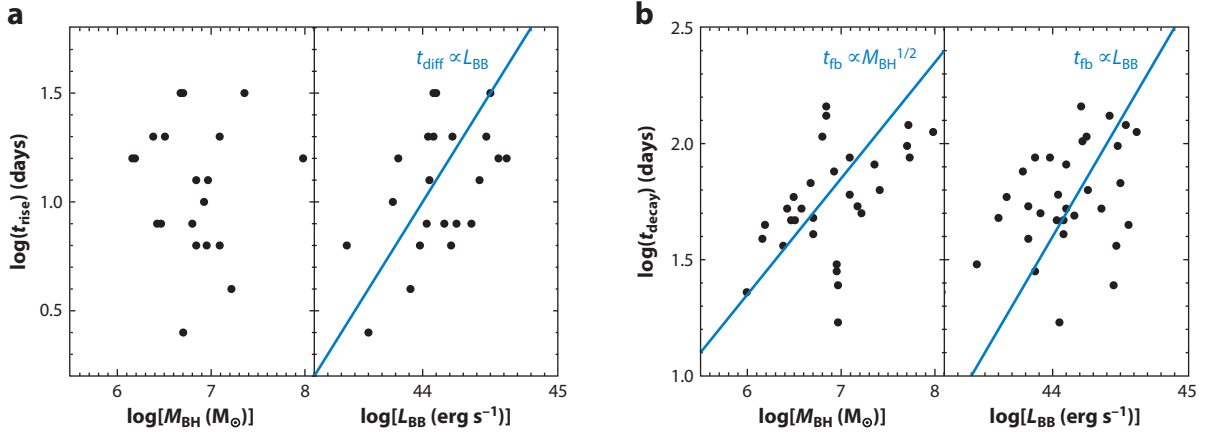 a
b
t_diff ∝ L_BB
t_fb ∝ M_BH^1/2
t_fb ∝ L_BB
log(t_rise) (days)
1.5
1.0
0.5
6
7
8
44
45
log[M_BH (M_⊙)]
log[L_BB (erg s⁻¹)]
log(t_decay) (days)
2.5
2.0
1.5
1.0
6
7
8
44
45
log[M_BH (M_⊙)]
log[L_BB (erg s⁻¹)]